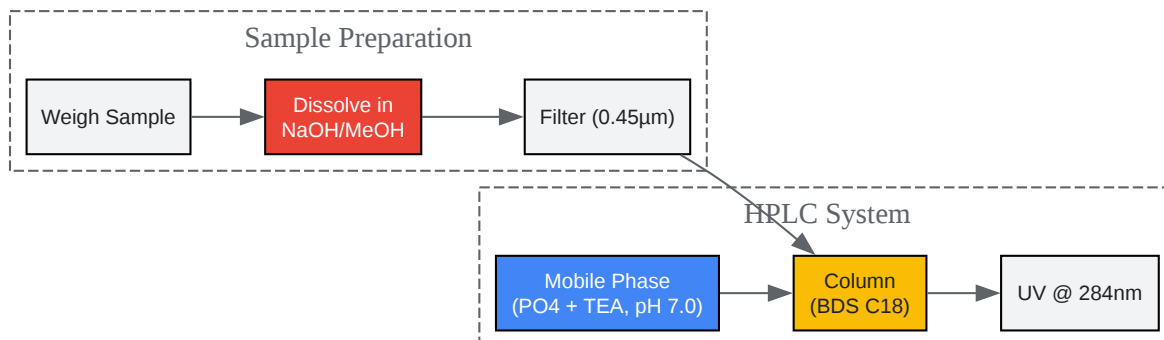 Sample Preparation
Weigh Sample
Dissolve in
NaOH/MeOH
Filter (0.45µm)
HPLC System
Mobile Phase
(PO4 + TEA, pH 7.0)
Column
(BDS C18)
UV @ 284nm